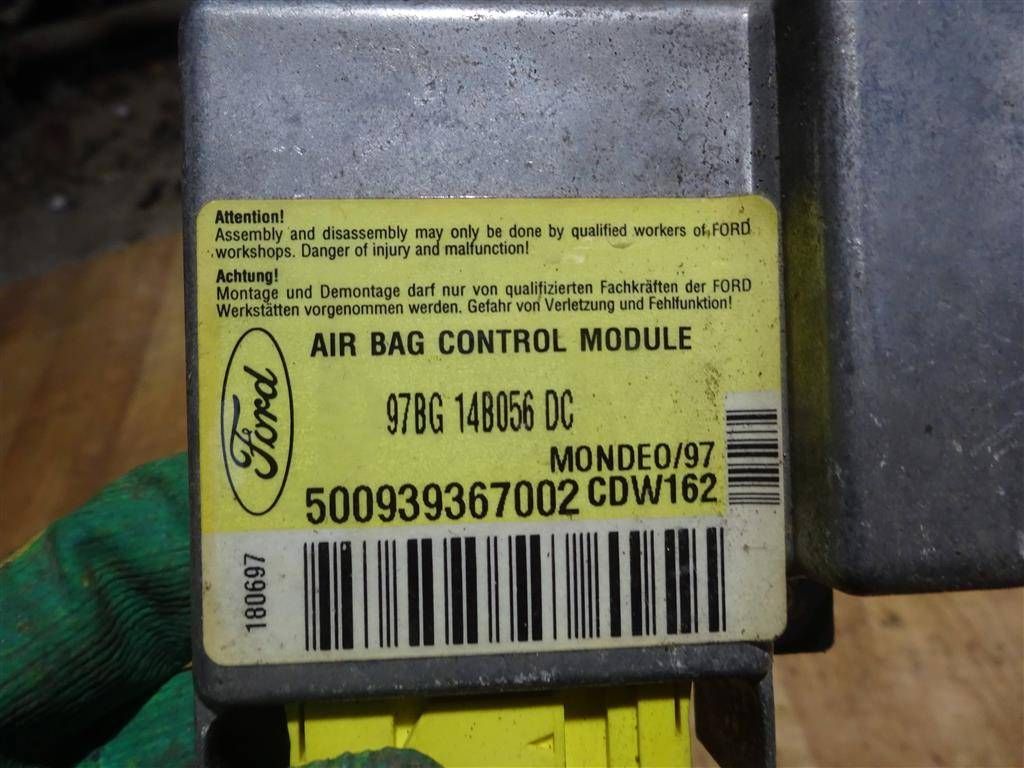 Attention!
Assembly and disassembly may only be done by qualified workers of FORD
workshops. Danger of injury and malfunction!
Achtung!
Montage und Demontage darf nur von qualifizierten Fachkräften der FORD
Werkstätten vorgenommen werden. Gefahr von Verletzung und Fehlfunktion!
AIR BAG CONTROL MODULE
Ford
97BG 14B056 DC
MONDEO/97
500939367002 CDW162
180697